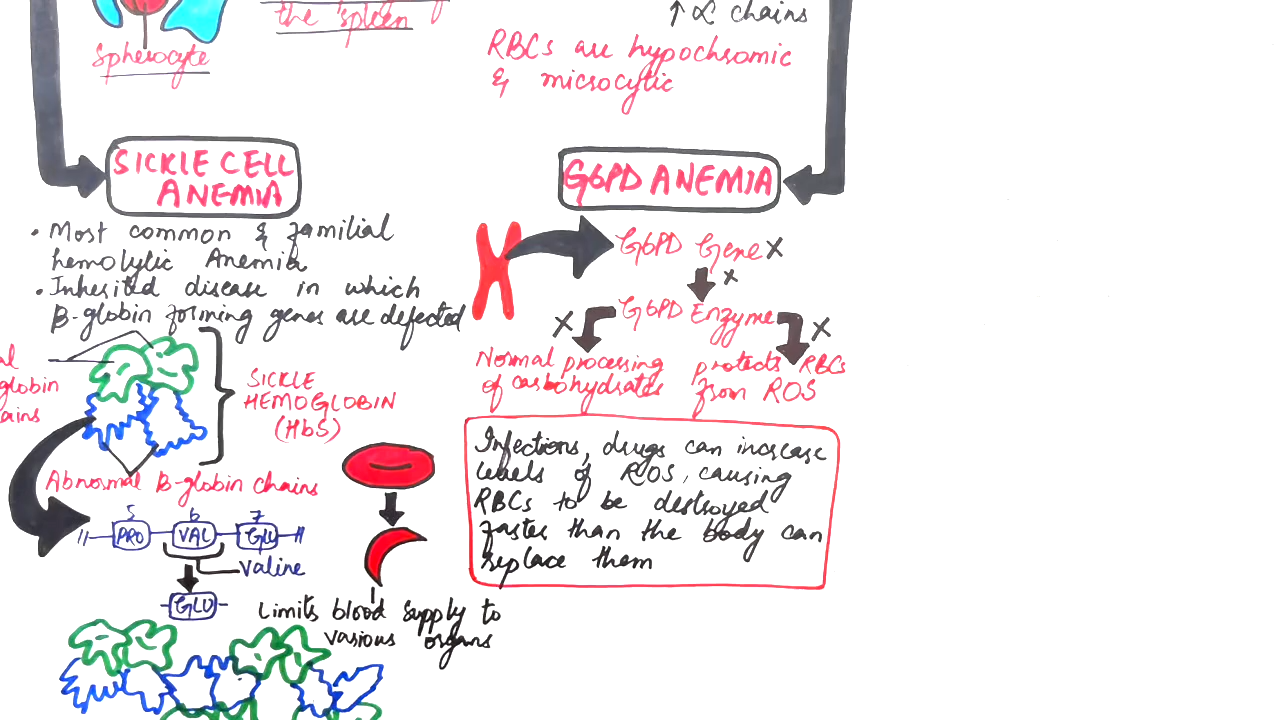 the spleen
Spherocyte
↑ α chains
RBCs are hypochromic
& microcytic
SICKLE CELL
ANEMIA
• Most common & familial
hemolylic Anemia
• Inherited disease in which
β-globin forming genes are defected
globin
SICKLE
HEMOGLOBIN
(HbS)
Abnormal β-globin chains
5 6 7
PRO VAL GLU
Valine
GLU
Limits blood supply to
various organs
G6PD ANEMIA
G6PD Gene X
X
G6PD Enzyme
X X
Normal processing
of carbohydrates
protects RBCs
from ROS
Infections, drugs can increase
levels of ROS, causing
RBCs to be destroyed
faster than the body can
replace them